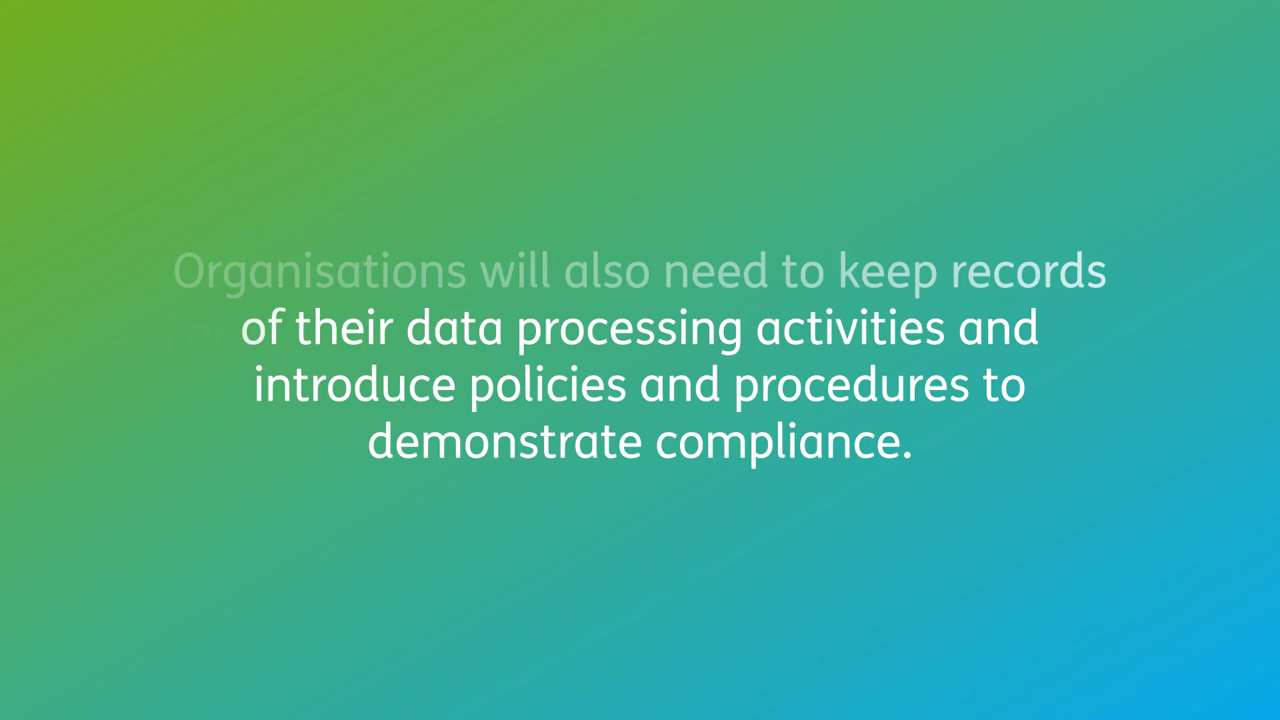 Organisations will also need to keep records
of their data processing activities and
introduce policies and procedures to
demonstrate compliance.